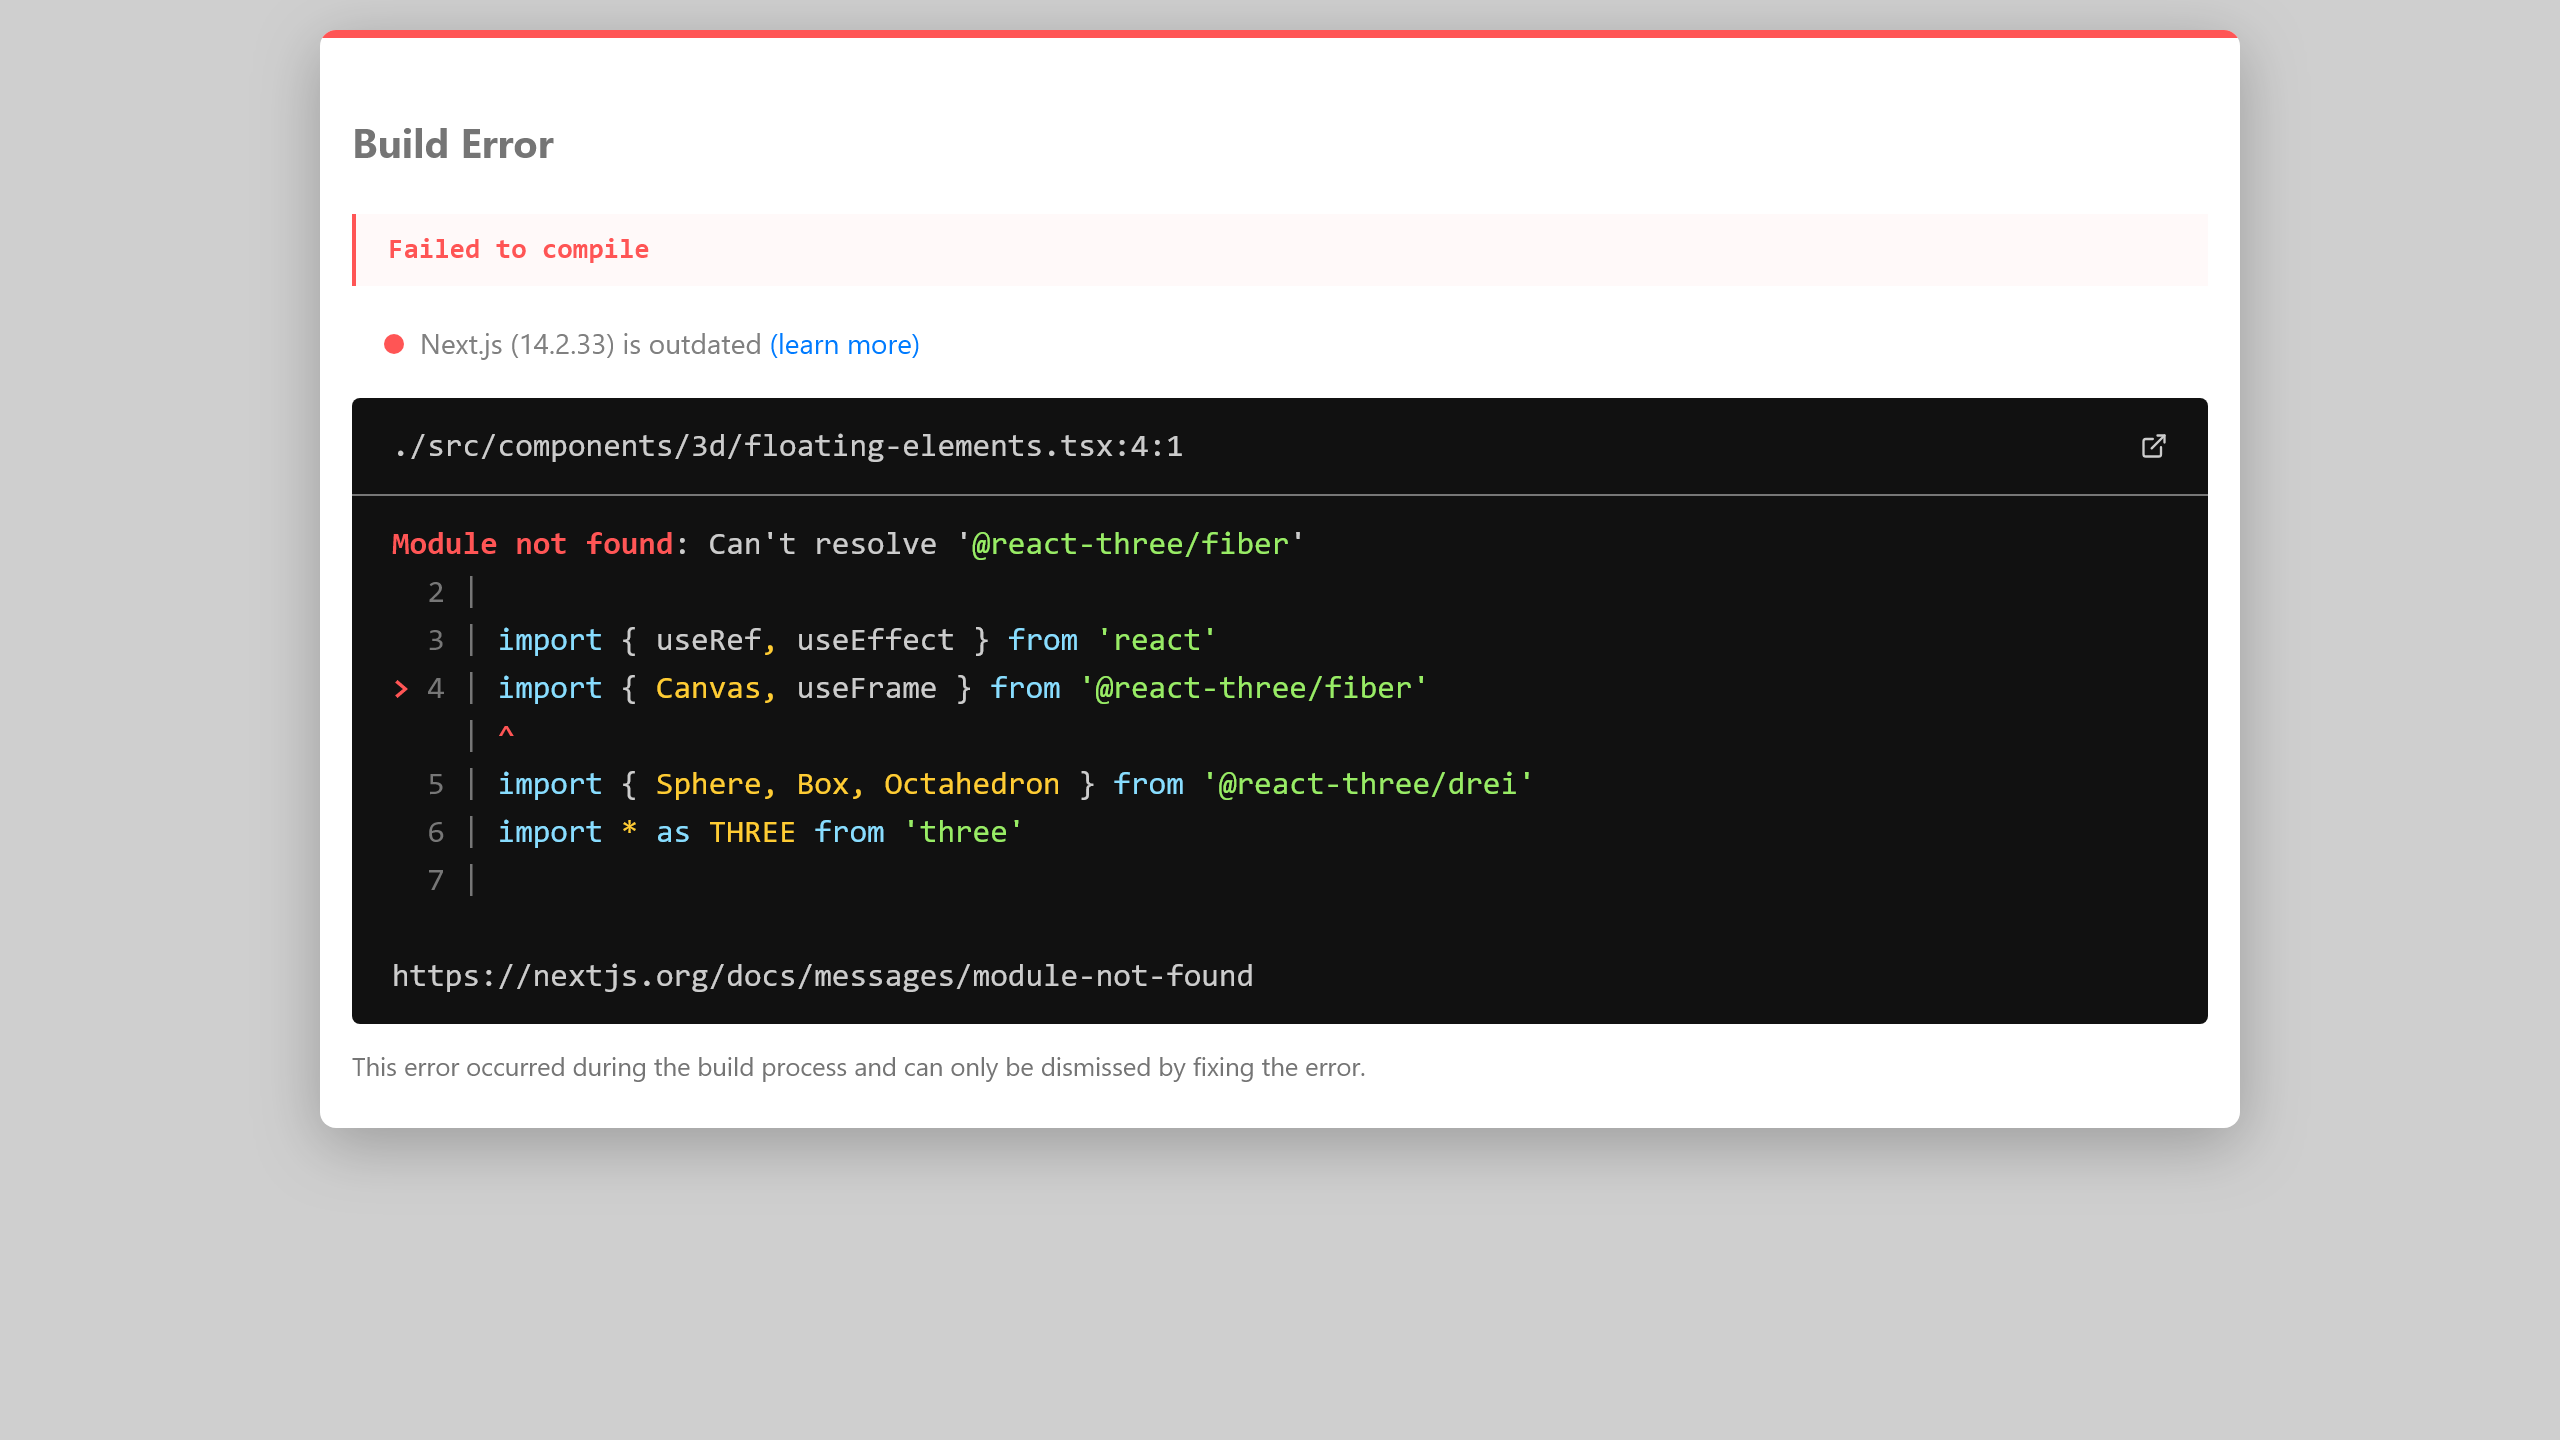 Build Error
Failed to compile
Next.js (14.2.33) is outdated (learn more)
./src/components/3d/floating-elements.tsx:4:1
Module not found: Can't resolve '@react-three/fiber'
2 |
3 | import { useRef, useEffect } from 'react'
> 4 | import { Canvas, useFrame } from '@react-three/fiber'
| ^
5 | import { Sphere, Box, Octahedron } from '@react-three/drei'
6 | import * as THREE from 'three'
7 |
https://nextjs.org/docs/messages/module-not-found
This error occurred during the build process and can only be dismissed by fixing the error.